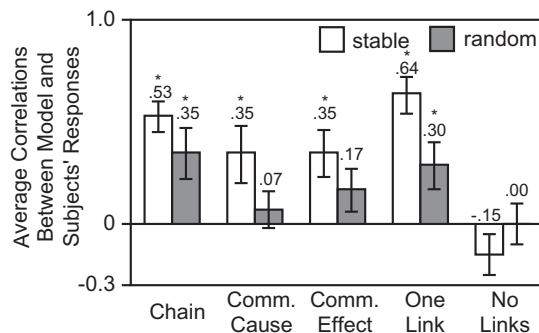 1.0
stable
random
*
.53
*
.35
*
.35
.07
*
.35
.17
*
.64
*
.30
-.15
.00
0
-0.3
Average Correlations
Between Model and
Subjects' Responses
Chain
Comm.
Cause
Comm.
Effect
One
Link
No
Links